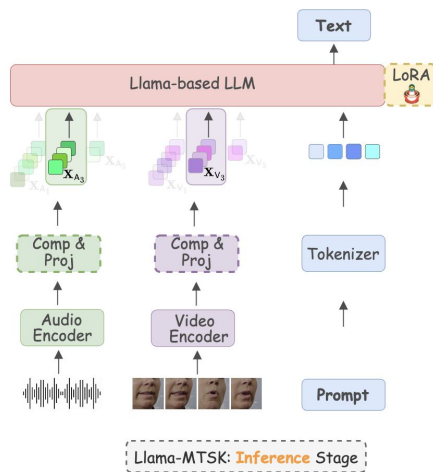 Text
Llama-based LLM
LoRA
X_A₃
X_V₃
Comp & Proj
Comp & Proj
Tokenizer
Audio Encoder
Video Encoder
Prompt
Llama-MTSK: Inference Stage